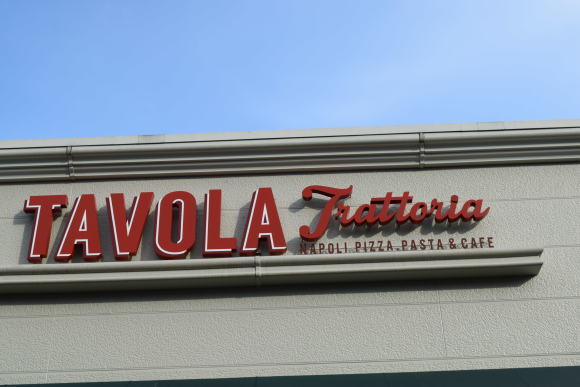 TAVOLA Trattoria
NAPOLI PIZZA.PASTA & CAFE